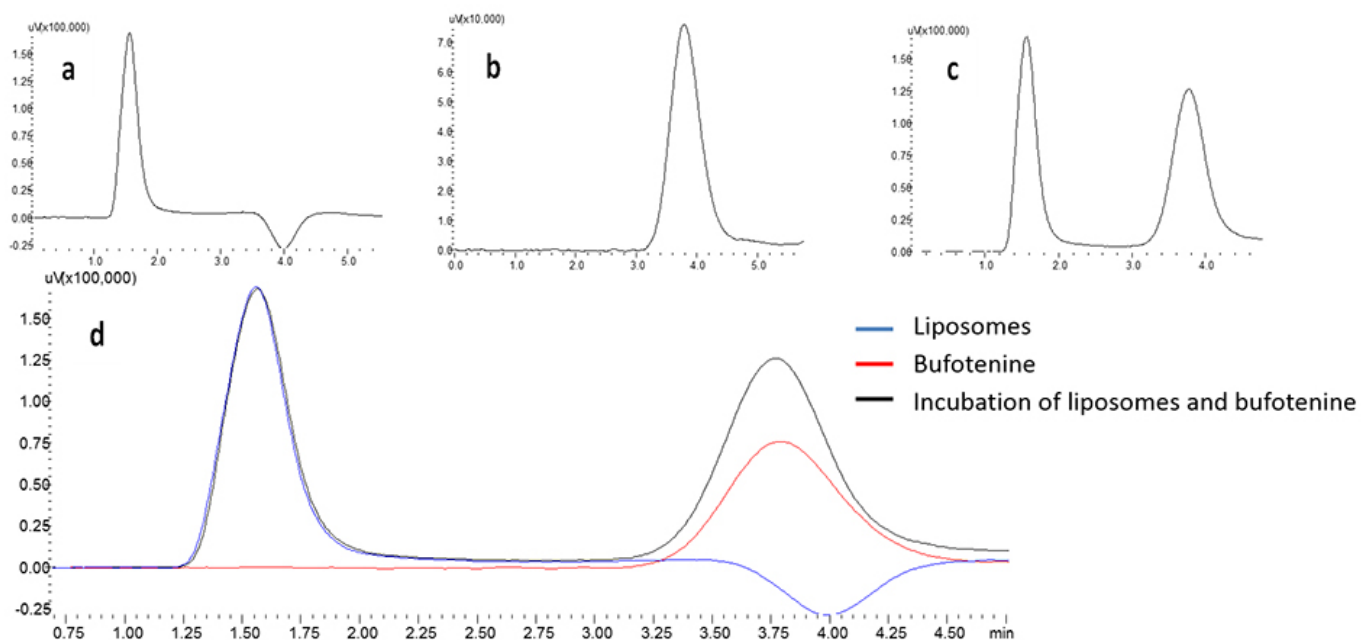 uV(x100,000)
a
1.50
1.25
1.00
0.75
0.50
0.25
0.00
-0.25
1.0 2.0 3.0 4.0 5.0
uV(x10,000)
b
7.0
6.0
5.0
4.0
3.0
2.0
1.0
0.0
0.0 1.0 2.0 3.0 4.0 5.0
uV(x100,000)
c
1.50
1.25
1.00
0.75
0.50
0.25
0.00
1.0 2.0 3.0 4.0
uV(x100,000)
d
1.50
1.25
1.00
0.75
0.50
0.25
0.00
-0.25
0.75 1.00 1.25 1.50 1.75 2.00 2.25 2.50 2.75 3.00 3.25 3.50 3.75 4.00 4.25 4.50 min
Liposomes
Bufotenine
Incubation of liposomes and bufotenine